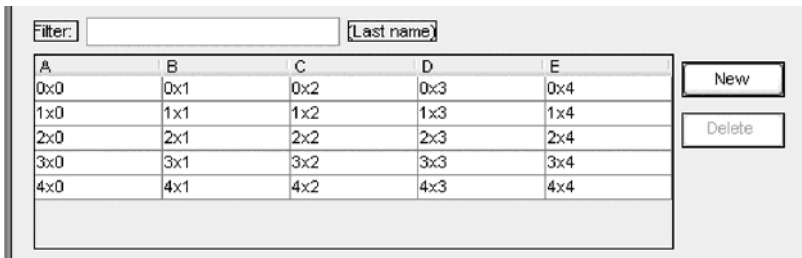 Filter: (Last name)
A B C D E
0x0 0x1 0x2 0x3 0x4
New
1x0 1x1 1x2 1x3 1x4
Delete
2x0 2x1 2x2 2x3 2x4
3x0 3x1 3x2 3x3 3x4
4x0 4x1 4x2 4x3 4x4